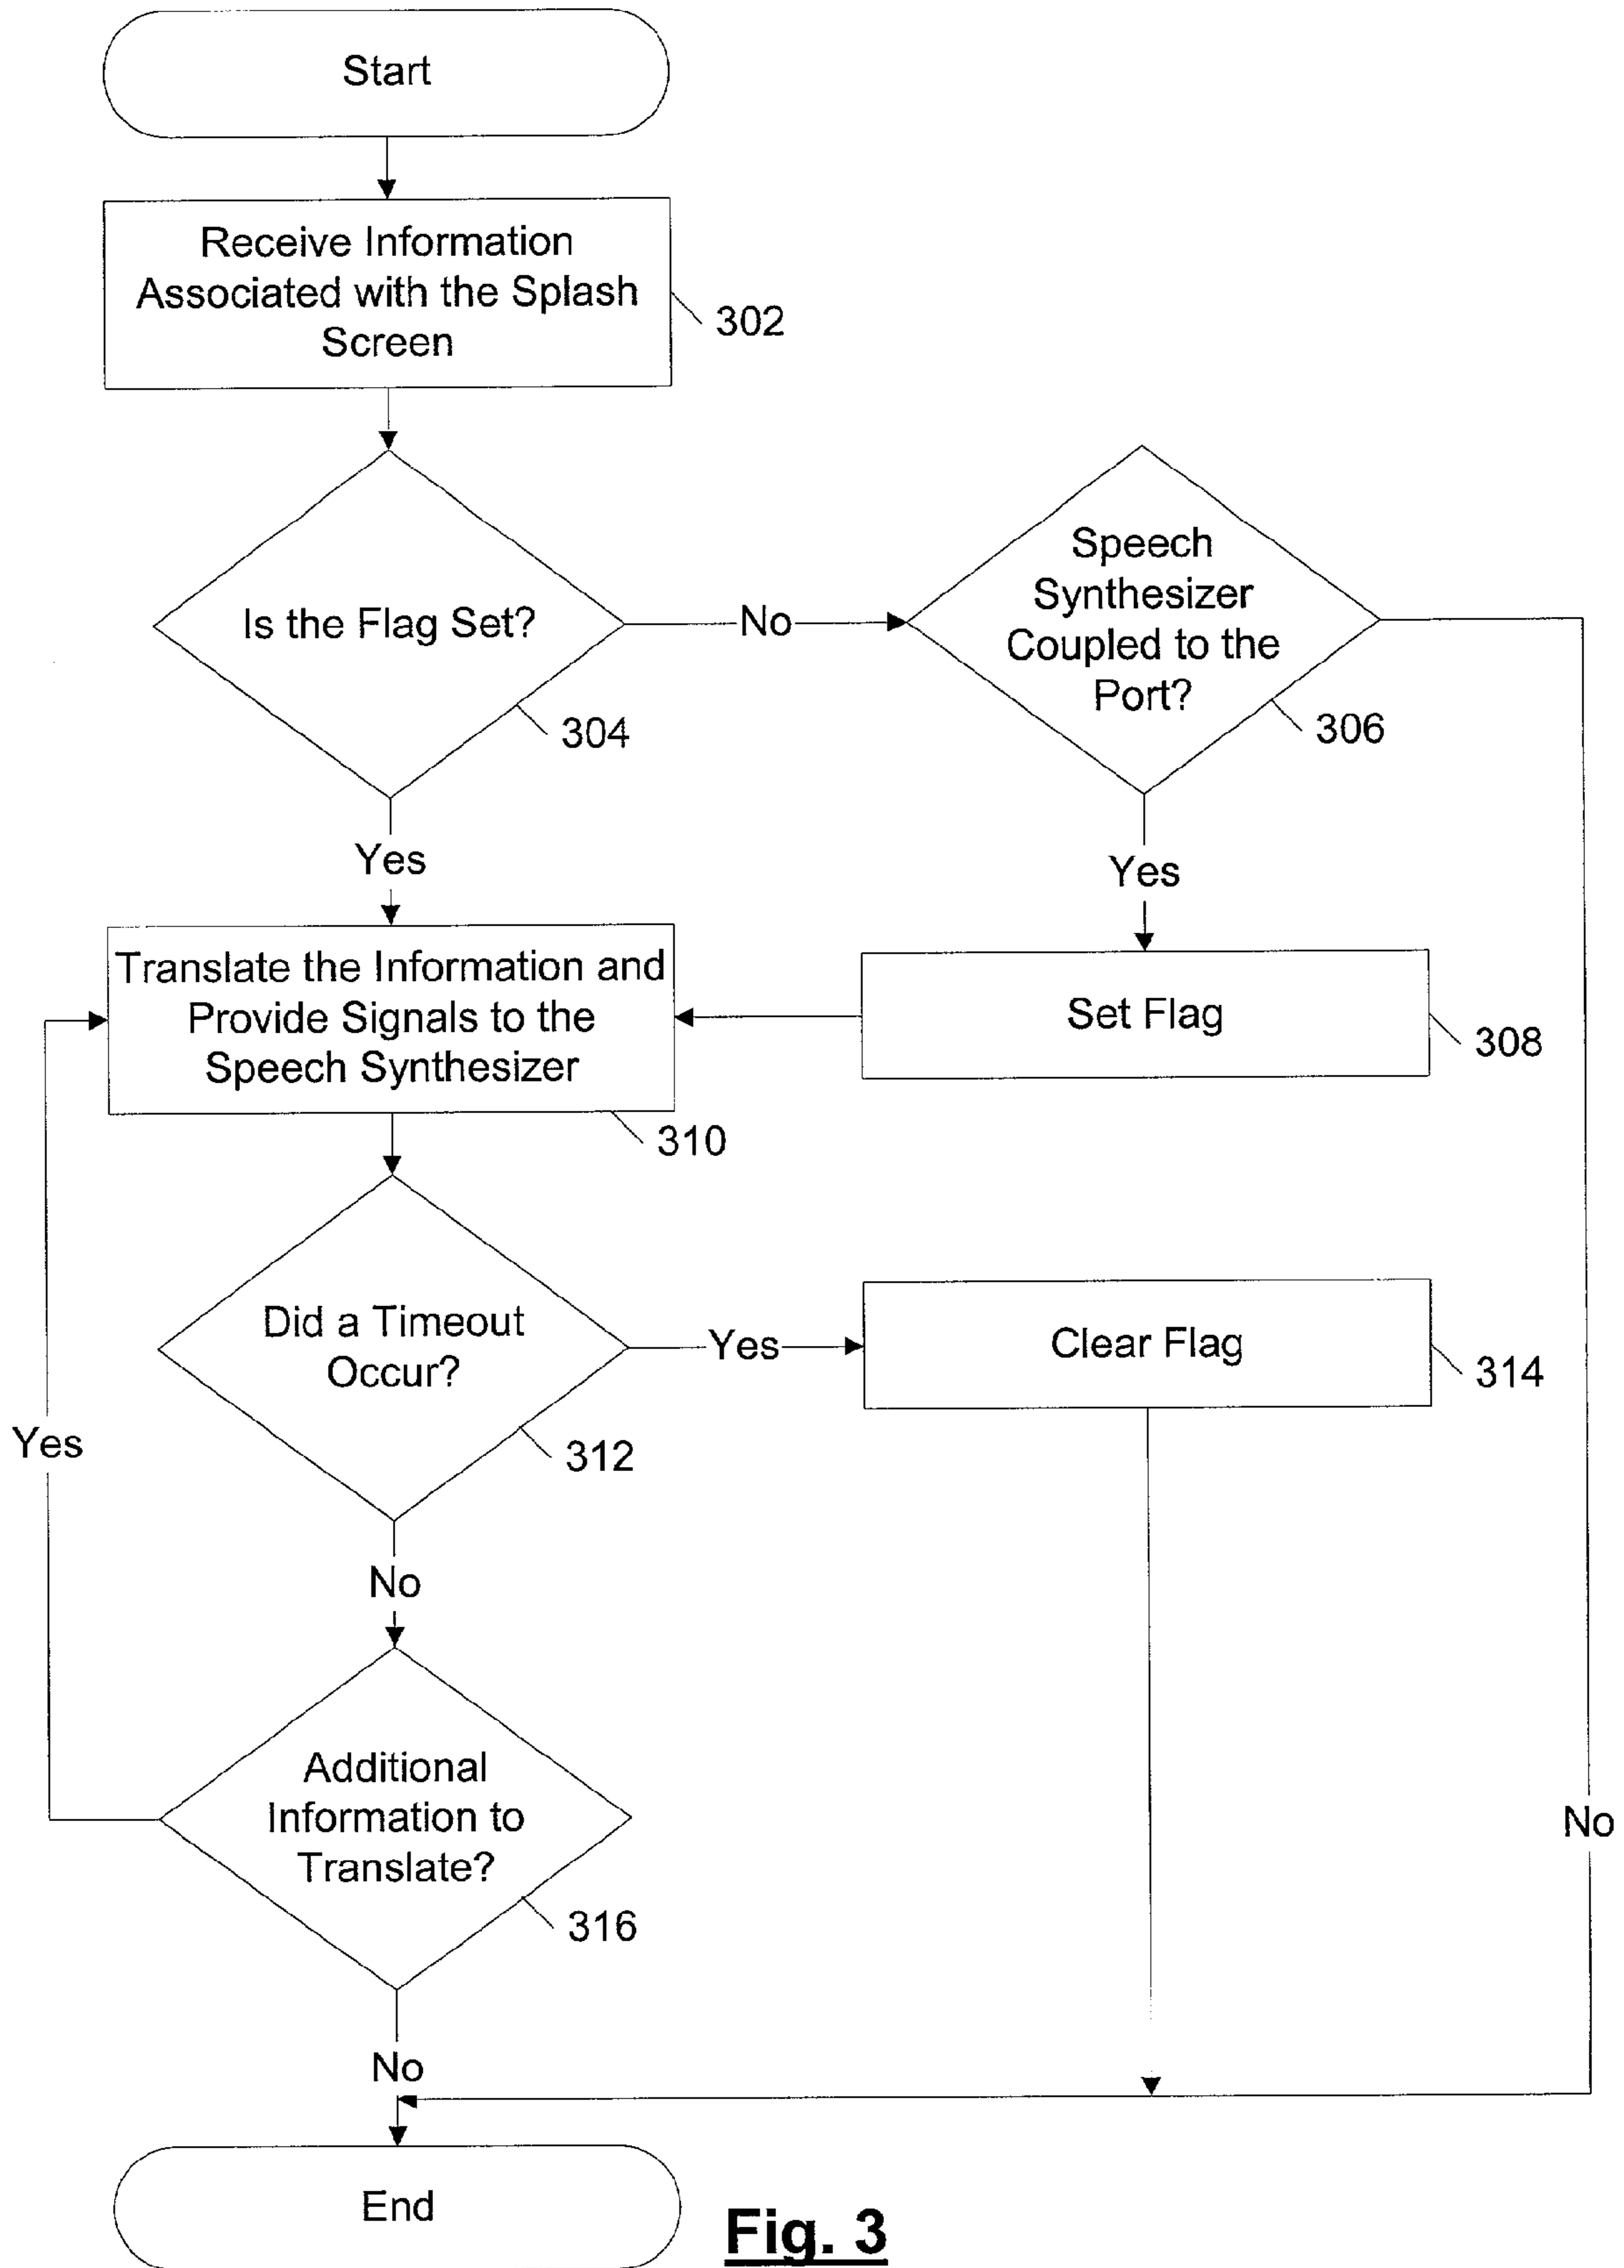 Start
Receive Information
Associated with the Splash
Screen
302
Is the Flag Set?
304
No
Speech
Synthesizer
Coupled to the
Port?
306
Yes
Yes
Translate the Information and
Provide Signals to the
Speech Synthesizer
310
Set Flag
308
Did a Timeout
Occur?
312
Yes
Clear Flag
314
Yes
No
Additional
Information to
Translate?
316
No
No
End
Fig. 3